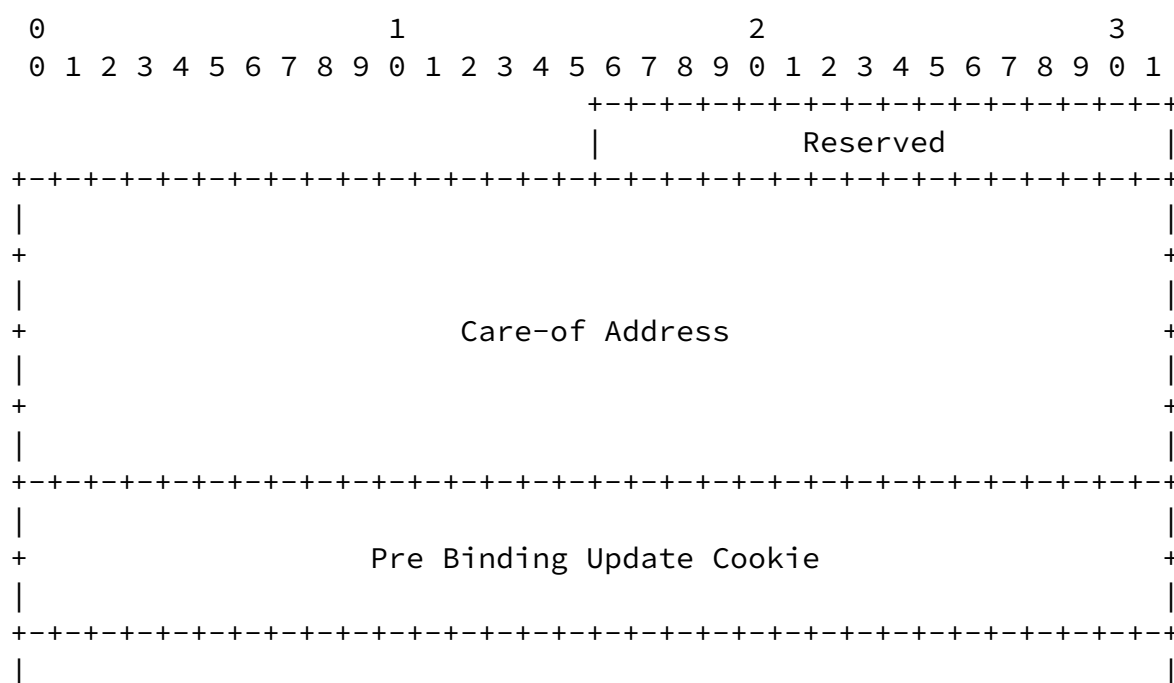 0                   1                   2                   3
 0 1 2 3 4 5 6 7 8 9 0 1 2 3 4 5 6 7 8 9 0 1 2 3 4 5 6 7 8 9 0 1
                                +-+-+-+-+-+-+-+-+-+-+-+-+-+-+-+-+
                                |           Reserved            |
+-+-+-+-+-+-+-+-+-+-+-+-+-+-+-+-+-+-+-+-+-+-+-+-+-+-+-+-+-+-+-+-+
|                                                               |
+                                                               +
|                                                               |
+                        Care-of Address                        +
|                                                               |
+                                                               +
|                                                               |
+-+-+-+-+-+-+-+-+-+-+-+-+-+-+-+-+-+-+-+-+-+-+-+-+-+-+-+-+-+-+-+-+
|                                                               |
+                   Pre Binding Update Cookie                   +
|                                                               |
+-+-+-+-+-+-+-+-+-+-+-+-+-+-+-+-+-+-+-+-+-+-+-+-+-+-+-+-+-+-+-+-+
|                                                               |